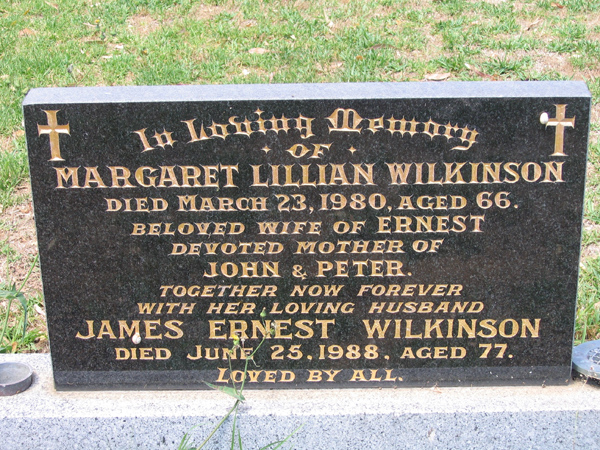 In Loving Memory
OF
MARGARET LILLIAN WILKINSON
DIED MARCH 23, 1980, AGED 66.
BELOVED WIFE OF ERNEST
DEVOTED MOTHER OF
JOHN & PETER.
TOGETHER NOW FOREVER
WITH HER LOVING HUSBAND
JAMES ERNEST WILKINSON
DIED JUNE 25, 1988, AGED 77.
LOVED BY ALL.